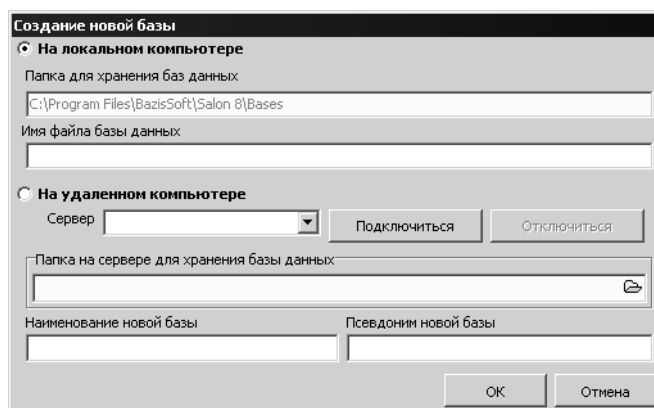 Создание новой базы
На локальном компьютере
Папка для хранения баз данных
C:\Program Files\BazisSoft\Salon 8\Bases
Имя файла базы данных
На удаленном компьютере
Сервер Подключиться Отключиться
Папка на сервере для хранения базы данных
Наименование новой базы Псевдоним новой базы
ОК Отмена